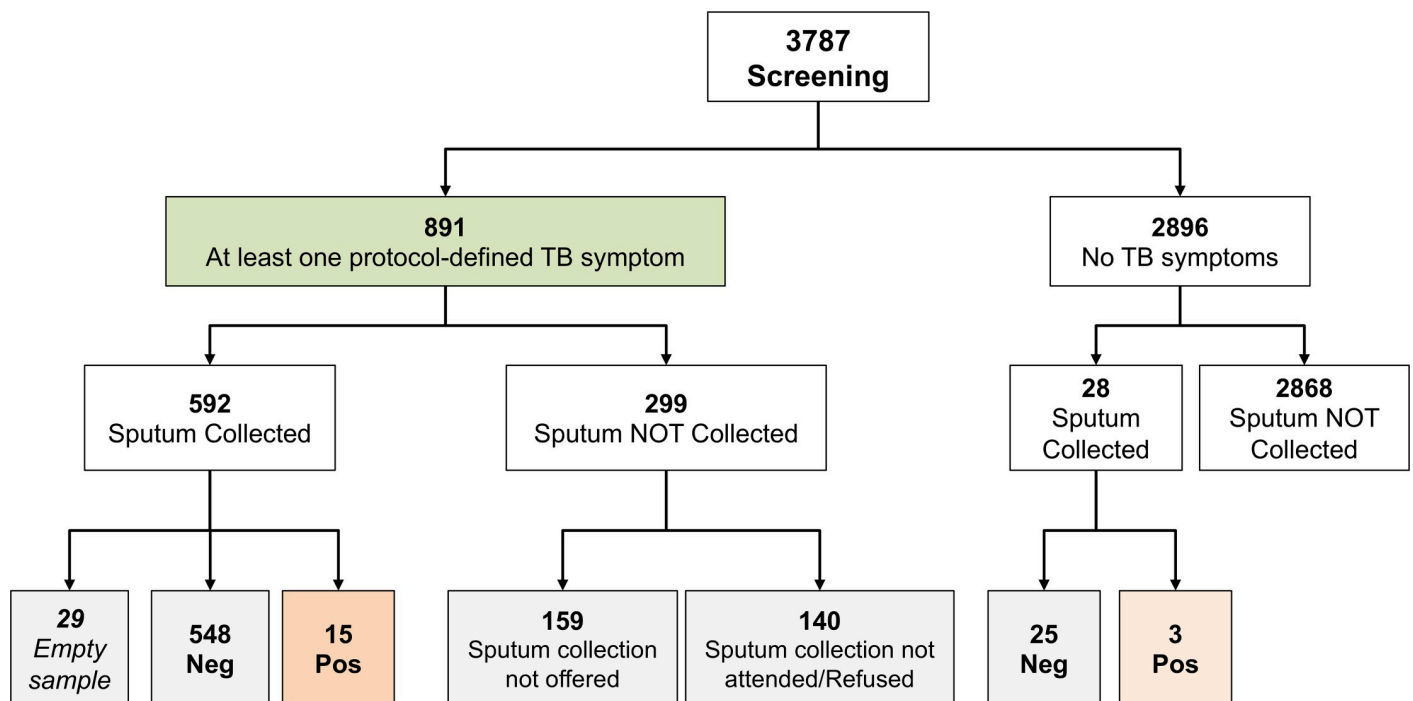 3787
Screening
891
At least one protocol-defined TB symptom
2896
No TB symptoms
592
Sputum Collected
299
Sputum NOT Collected
28
Sputum
Collected
2868
Sputum NOT
Collected
29
Empty
sample
548
Neg
15
Pos
159
Sputum collection
not offered
140
Sputum collection not
attended/Refused
25
Neg
3
Pos